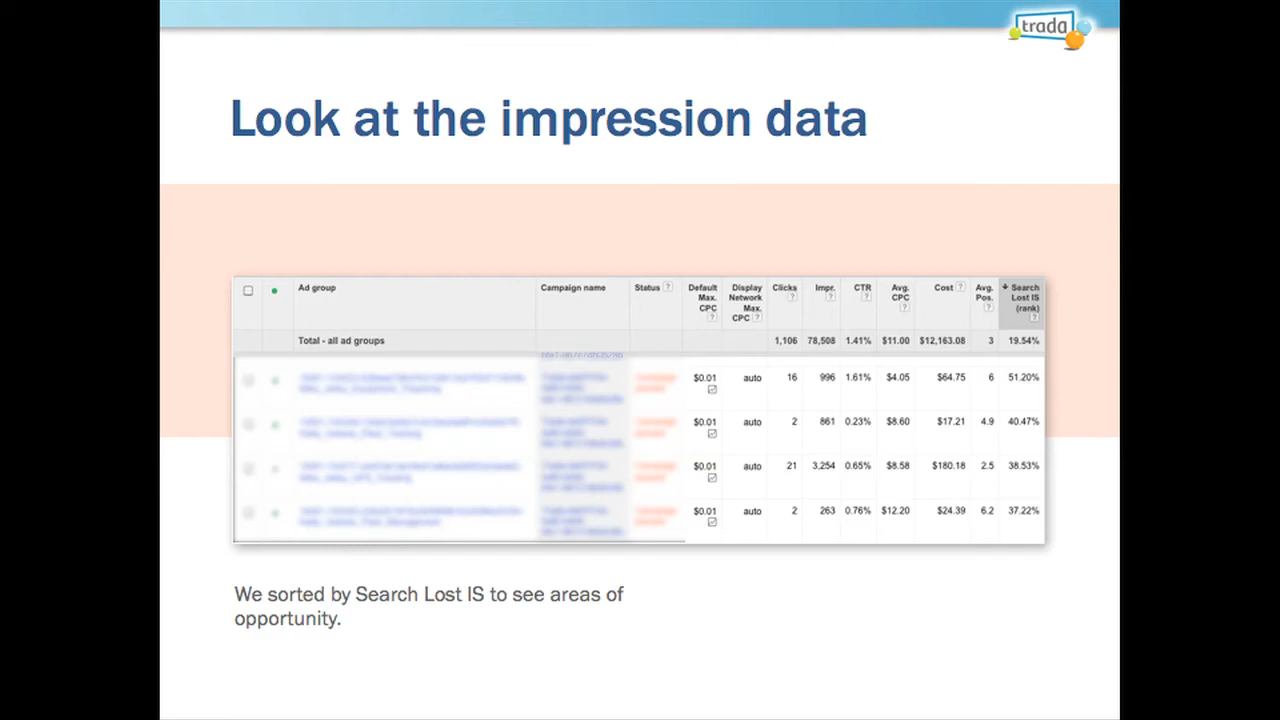 trada
Look at the impression data
Ad group Campaign name Status ? Default Max. CPC ? Display Network Max. CPC ? Clicks ? Impr. ? CTR ? Avg. CPC ? Cost ? Avg. Pos. ? Search Lost IS (rank) ?
Total - all ad groups 1,106 78,508 1.41% $11.00 $12,163.08 3 19.54%
$0.01 auto 16 996 1.61% $4.05 $64.75 6 51.20%
$0.01 auto 2 861 0.23% $8.60 $17.21 4.9 40.47%
$0.01 auto 21 3,254 0.65% $8.58 $180.18 2.5 38.53%
$0.01 auto 2 263 0.76% $12.20 $24.39 6.2 37.22%
We sorted by Search Lost IS to see areas of
opportunity.